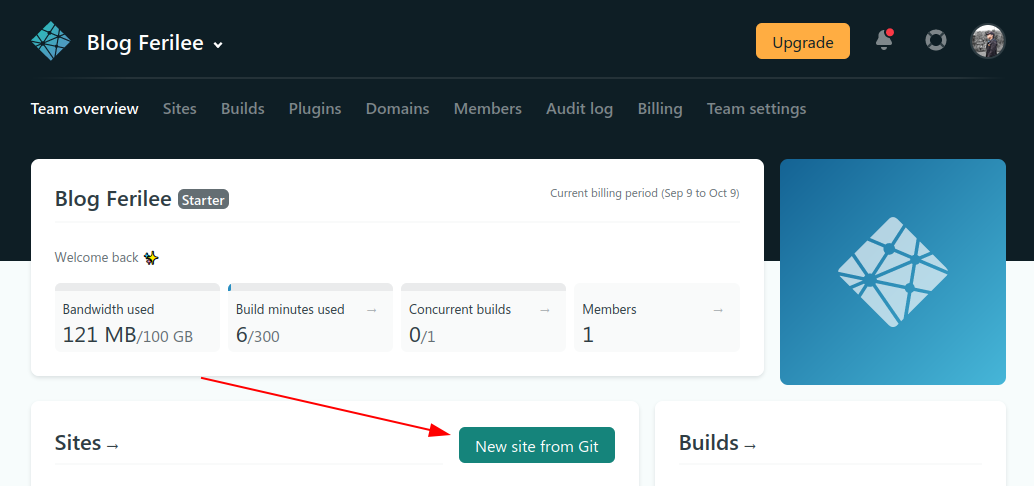 Blog Ferilee
Upgrade
Team overview Sites Builds Plugins Domains Members Audit log Billing Team settings
Blog Ferilee Starter
Current billing period (Sep 9 to Oct 9)
Welcome back ✨
Bandwidth used
121 MB/100 GB
Build minutes used →
6/300
Concurrent builds →
0/1
Members →
1
Sites →
New site from Git
Builds →